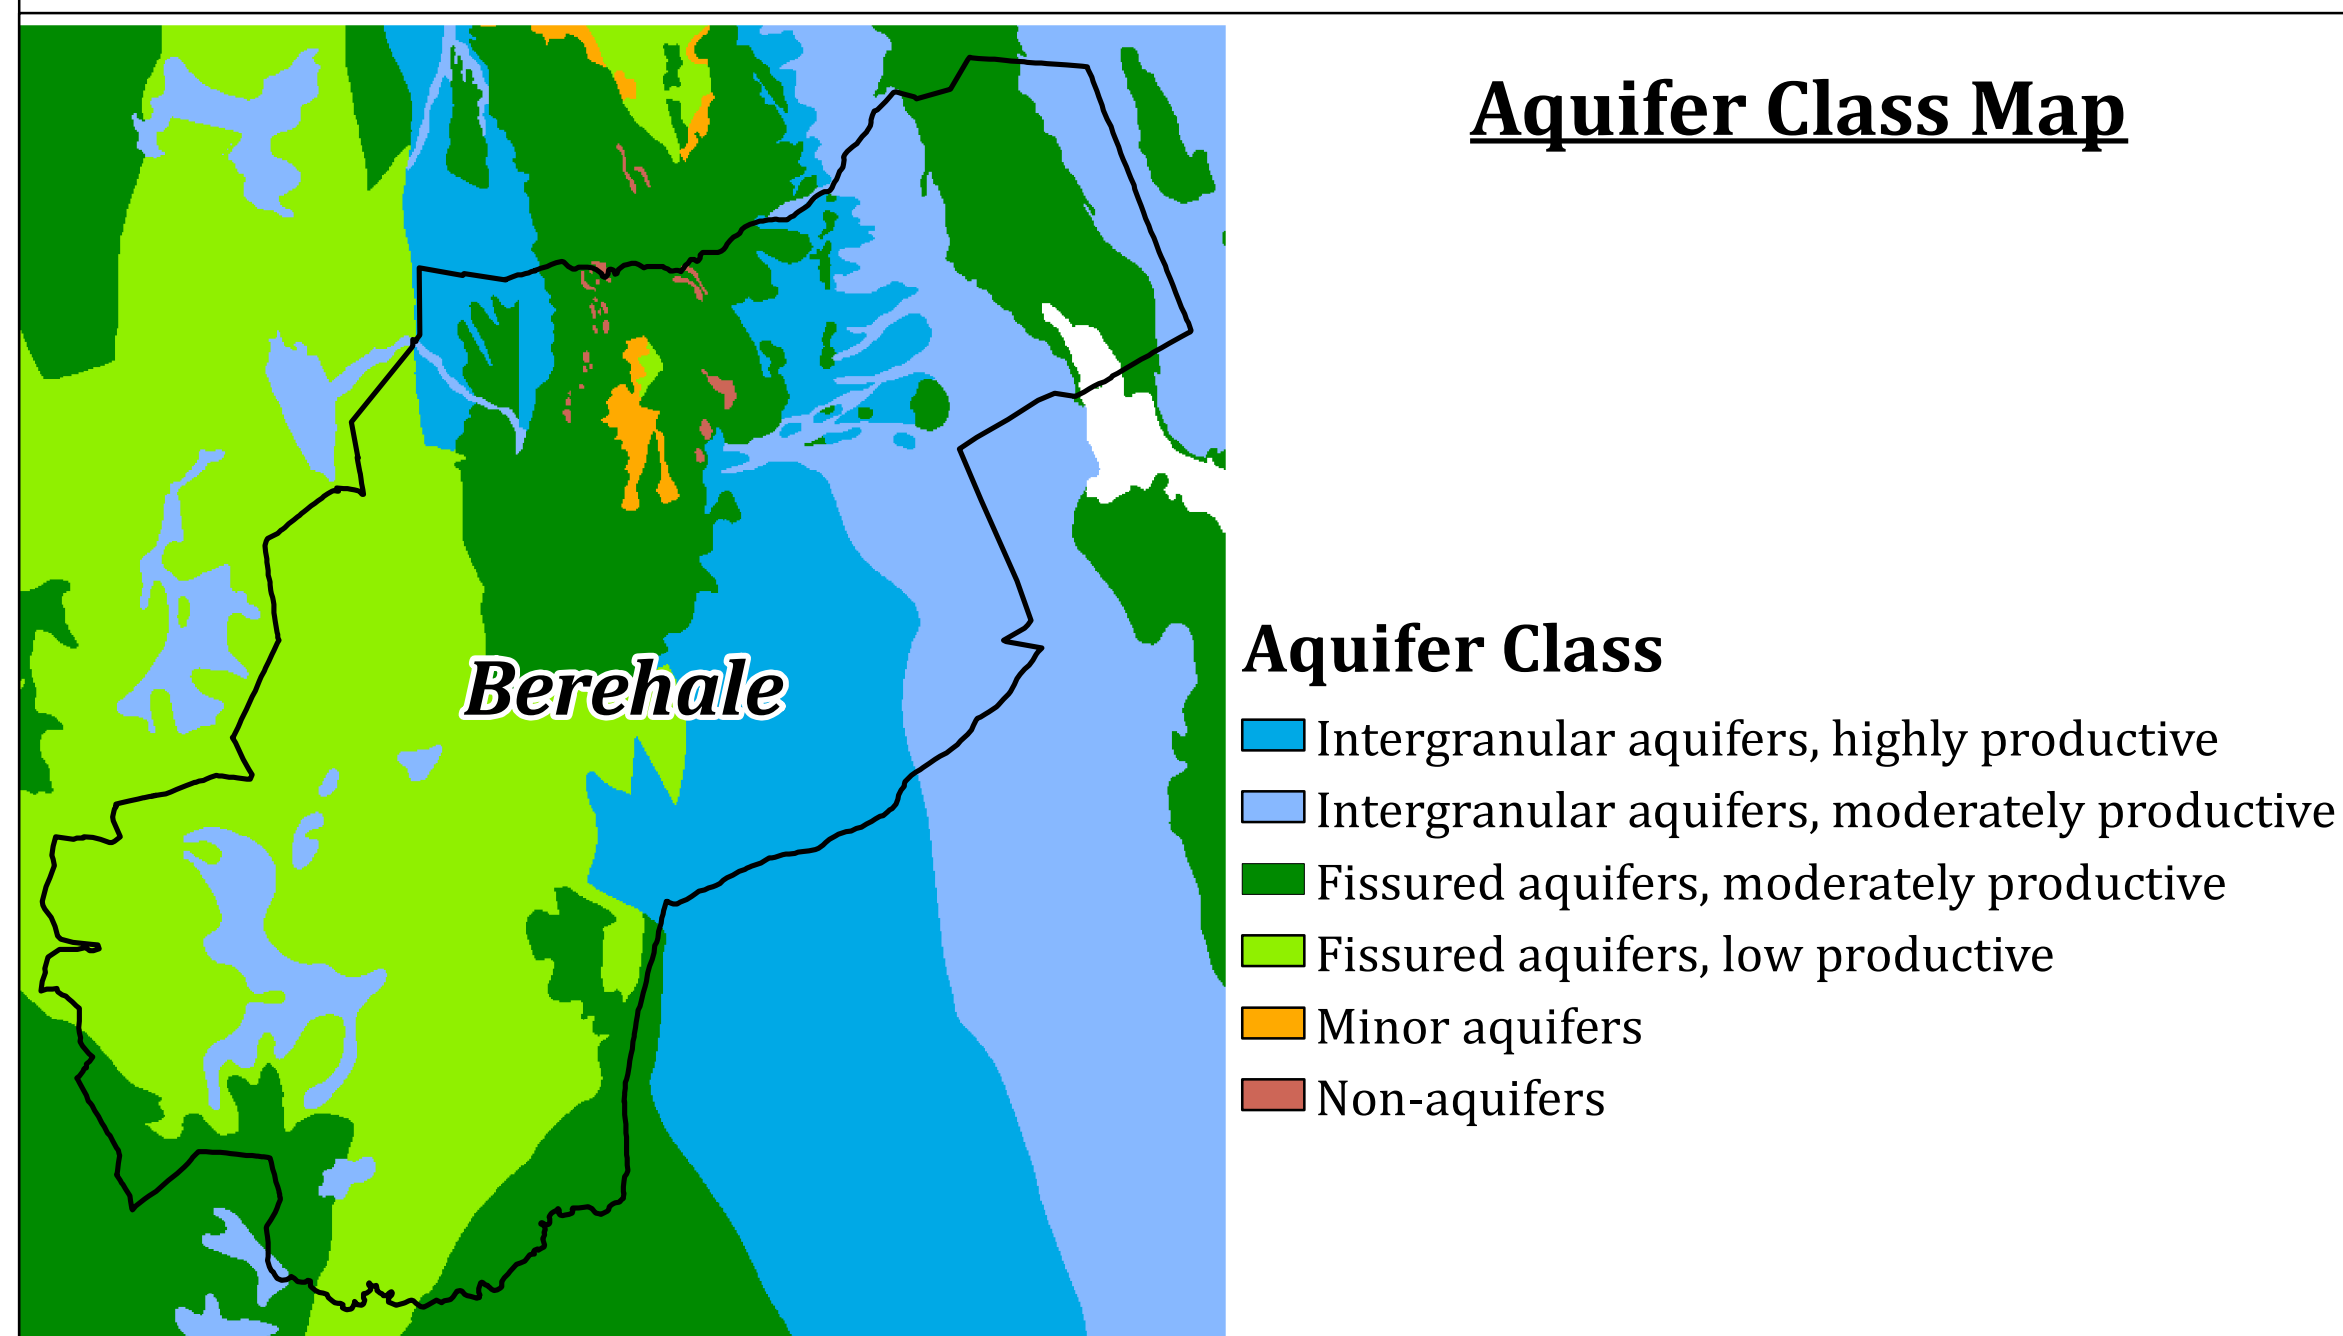 Aquifer Class Map
Berehale
Aquifer Class
Intergranular aquifers, highly productive
Intergranular aquifers, moderately productive
Fissured aquifers, moderately productive
Fissured aquifers, low productive
Minor aquifers
Non-aquifers